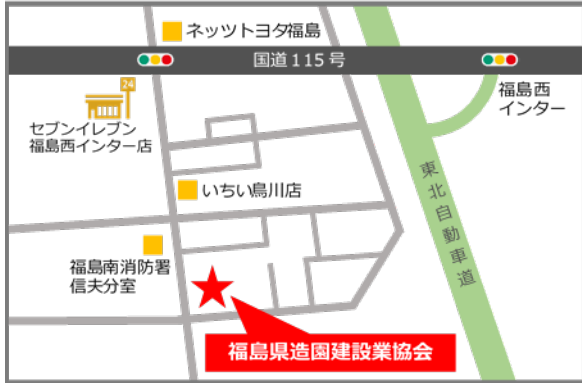 ネッツトヨタ福島
国道115号
24
セブンイレブン
福島西インター店
福島西
インター
いちい鳥川店
東北自動車道
福島南消防署
信夫分室
福島県造園建設業協会